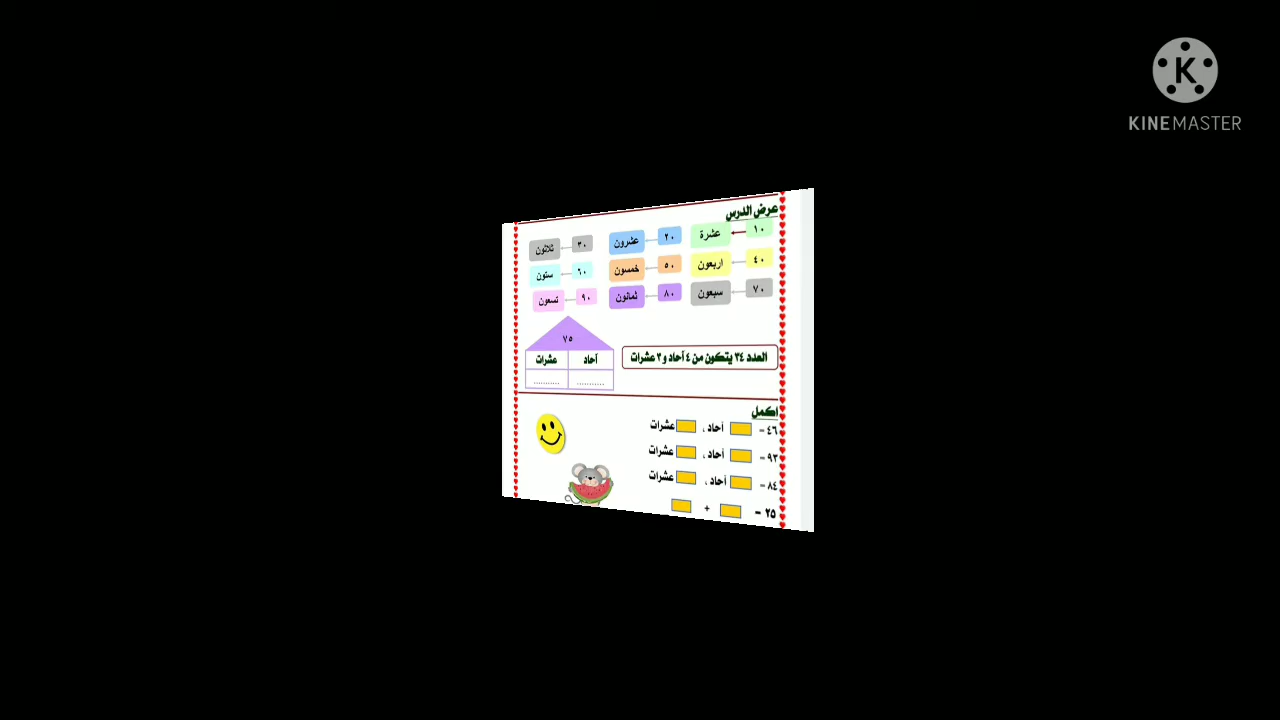 KINEMASTER
عرض الدرس
١٠ عشرة ٢٠ عشرون ٣٠ ثلاثون
٤٠ اربعون ٥٠ خمسون ٦٠ ستون
٧٠ سبعون ٨٠ ثمانون ٩٠ تسعون
٧٥
العدد ٣٤ يتكون من ٤ أحاد و ٣ عشرات
أحاد عشرات
........... ...........
اكمل
٤٦ = أحاد ، عشرات
٩٣ = أحاد ، عشرات
٨٤ = أحاد ، عشرات
٢٥ = +